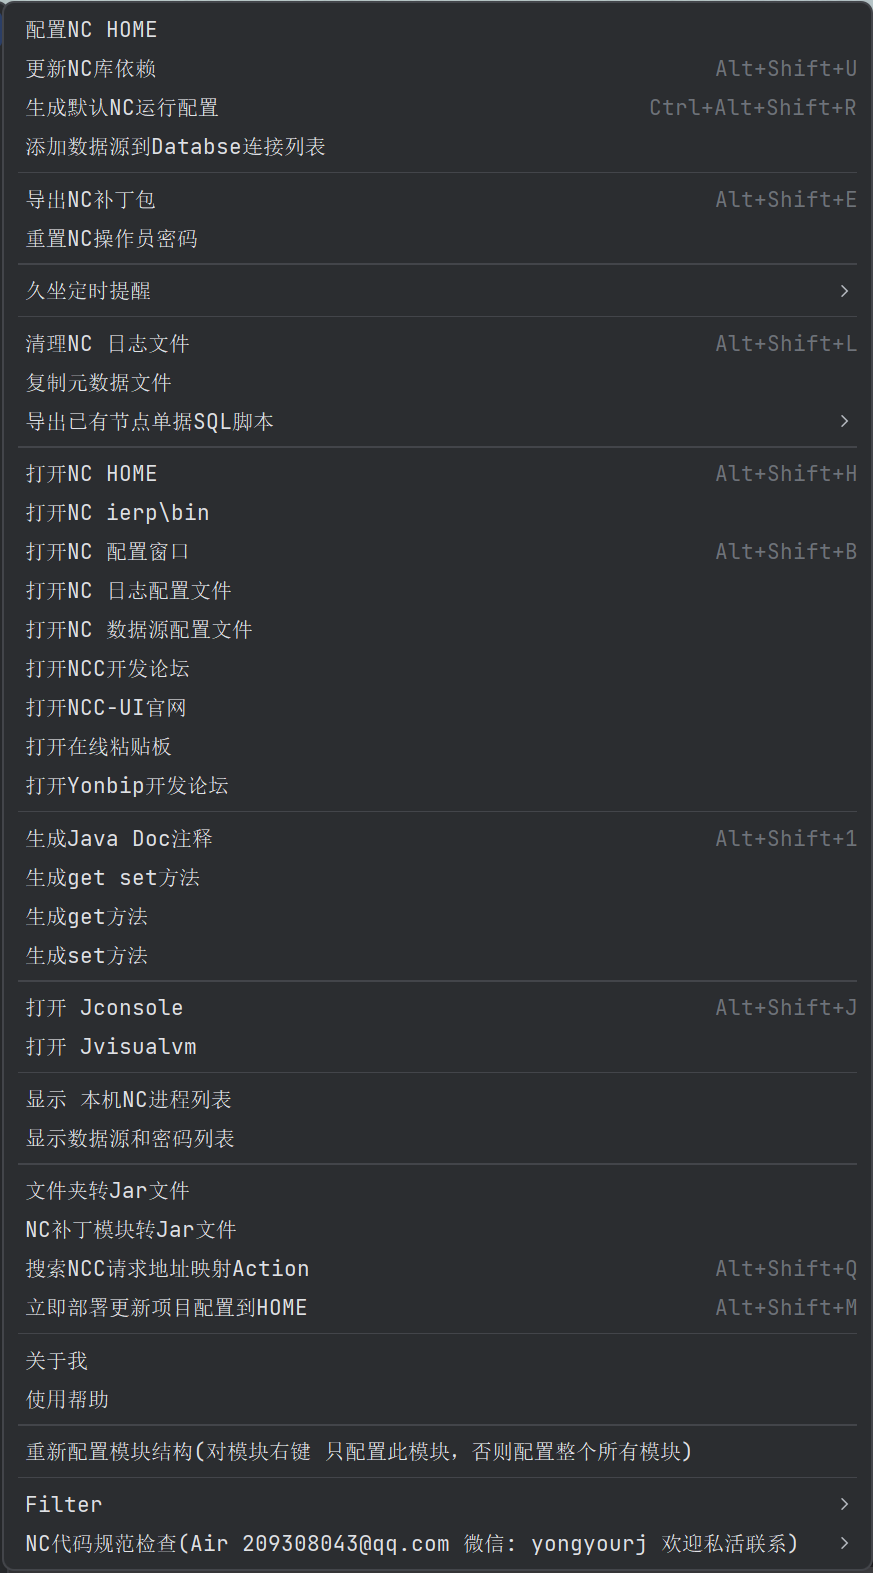 配置NC HOME
更新NC库依赖 Alt+Shift+U
生成默认NC运行配置 Ctrl+Alt+Shift+R
添加数据源到Databse连接列表
导出NC补丁包 Alt+Shift+E
重置NC操作员密码
久坐定时提醒
清理NC 日志文件 Alt+Shift+L
复制元数据文件
导出已有节点单据SQL脚本
打开NC HOME Alt+Shift+H
打开NC ierp\bin
打开NC 配置窗口 Alt+Shift+B
打开NC 日志配置文件
打开NC 数据源配置文件
打开NCC开发论坛
打开NCC-UI官网
打开在线粘贴板
打开Yonbip开发论坛
生成Java Doc注释 Alt+Shift+1
生成get set方法
生成get方法
生成set方法
打开 Jconsole Alt+Shift+J
打开 Jvisualvm
显示 本机NC进程列表
显示数据源和密码列表
文件夹转Jar文件
NC补丁模块转Jar文件
搜索NCC请求地址映射Action Alt+Shift+Q
立即部署更新项目配置到HOME Alt+Shift+M
关于我
使用帮助
重新配置模块结构(对模块右键 只配置此模块，否则配置整个所有模块)
Filter
NC代码规范检查(Air 209308043@qq.com 微信: yongyourj 欢迎私活联系)